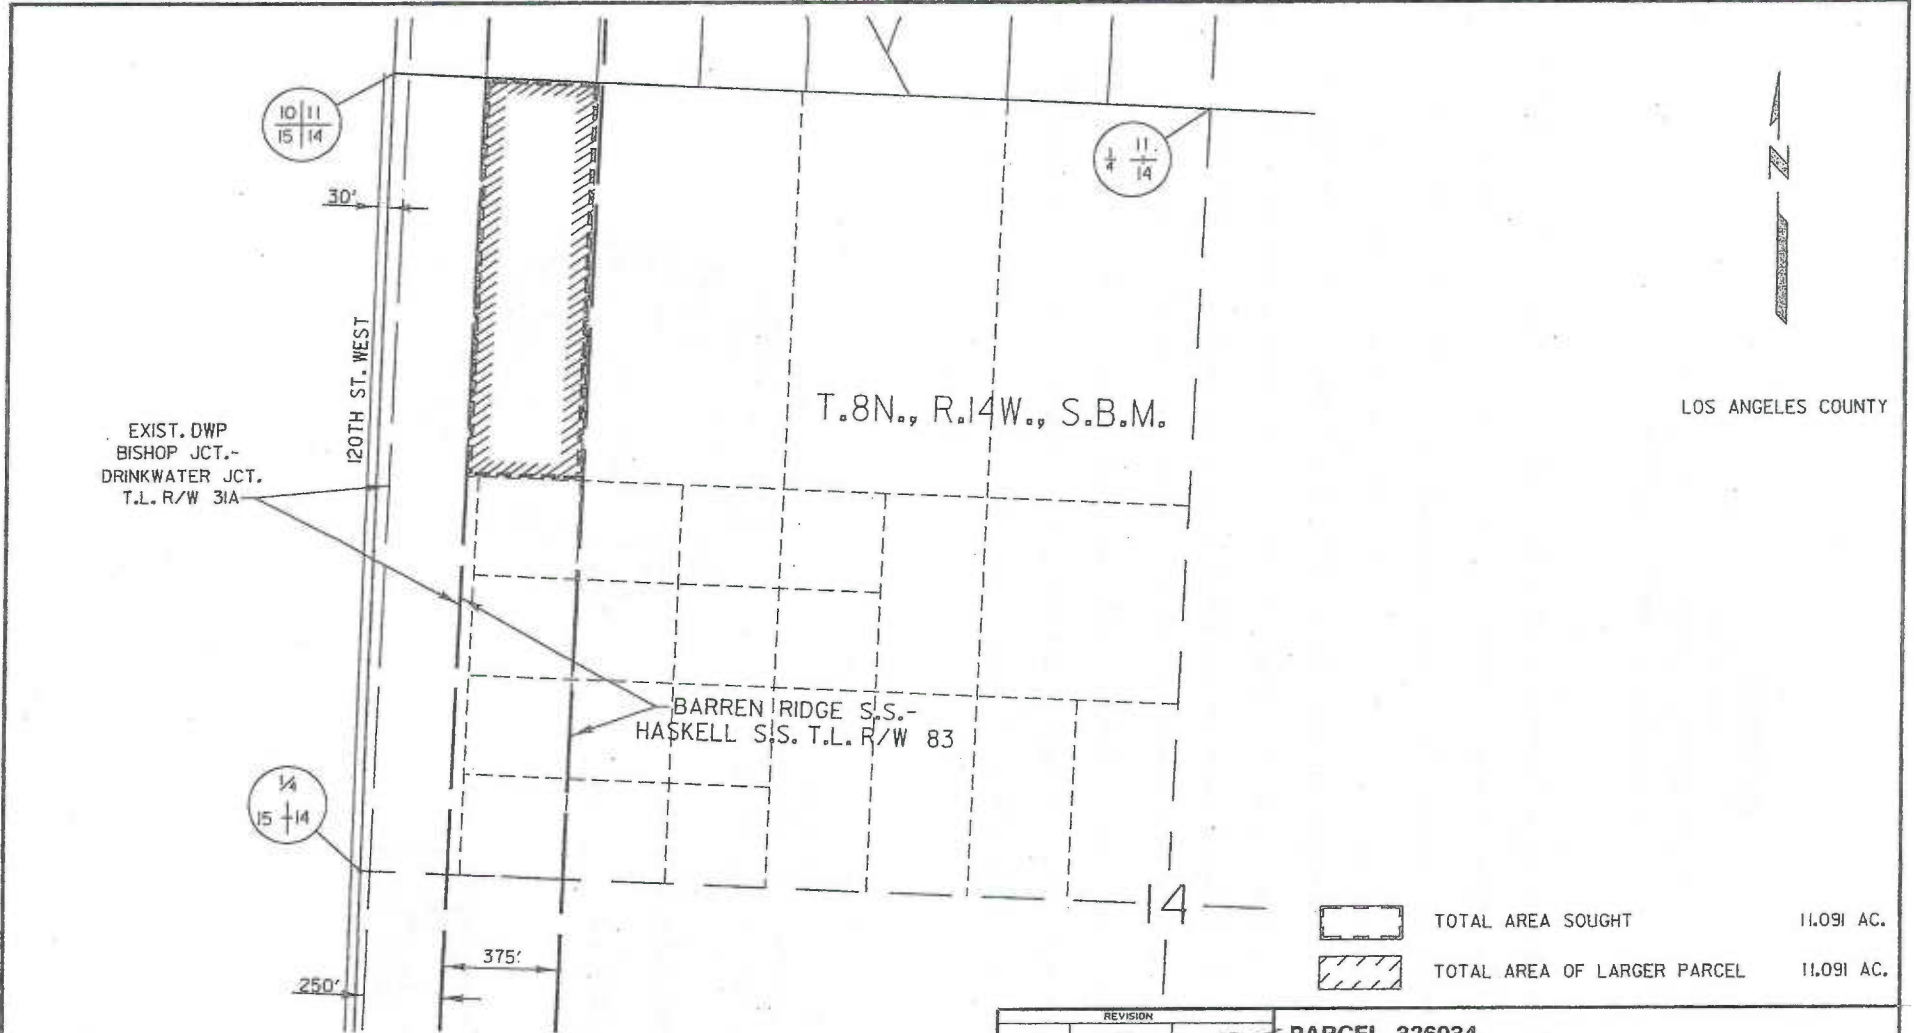 10 | 11
15 | 14
1/4 11
14
30'
N
120TH ST. WEST
T.8N., R.14W., S.B.M.
LOS ANGELES COUNTY
EXIST. DWP
BISHOP JCT.-
DRINKWATER JCT.
T.L. R/W 31A
BARREN RIDGE S.S.-
HASKELL S.S. T.L. R/W 83
1/4
15 14
14
TOTAL AREA SOUGHT 11.091 AC.
375'
TOTAL AREA OF LARGER PARCEL 11.091 AC.
250'
REVISION